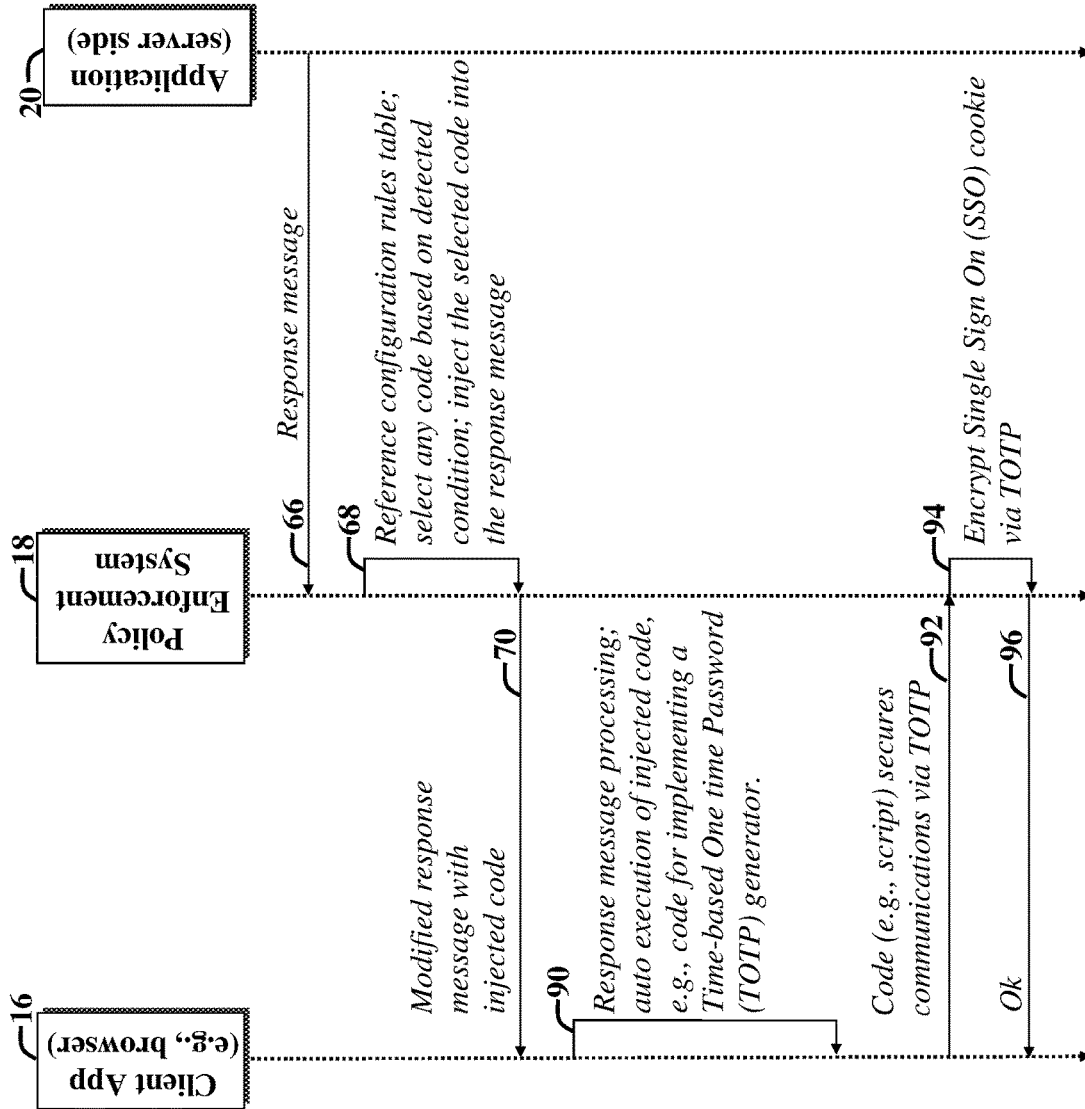 16
Client App
(e.g., browser)
18
Policy
Enforcement
System
20
Application
(server side)
Response message
66
68
Reference configuration rules table;
select any code based on detected
condition; inject the selected code into
the response message
Modified response
message with
injected code
70
90
Response message processing;
auto execution of injected code,
e.g., code for implementing a
Time-based One time Password
(TOTP) generator.
Code (e.g., script) secures
communications via TOTP
92
94
Encrypt Single Sign On (SSO) cookie
via TOTP
Ok
96